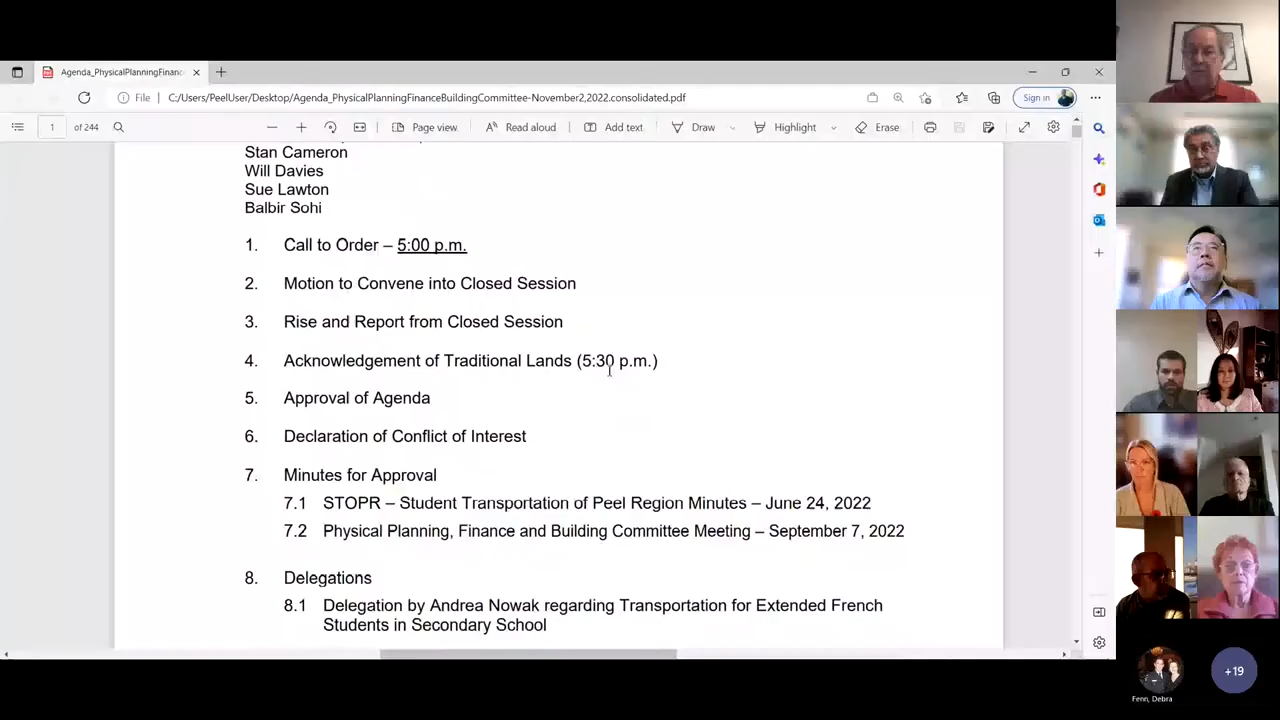 Agenda_PhysicalPlanningFinanc
File
C:/Users/PeelUser/Desktop/Agenda_PhysicalPlanningFinanceBuildingCommittee-November2,2022.consolidated.pdf
Sign in
1 of 244
Page view
Read aloud
Add text
Draw
Highlight
Erase
Stan Cameron
Will Davies
Sue Lawton
Balbir Sohi
1. Call to Order – 5:00 p.m.
2. Motion to Convene into Closed Session
3. Rise and Report from Closed Session
4. Acknowledgement of Traditional Lands (5:30 p.m.)
5. Approval of Agenda
6. Declaration of Conflict of Interest
7. Minutes for Approval
7.1 STOPR – Student Transportation of Peel Region Minutes – June 24, 2022
7.2 Physical Planning, Finance and Building Committee Meeting – September 7, 2022
8. Delegations
8.1 Delegation by Andrea Nowak regarding Transportation for Extended French
Students in Secondary School
Fenn, Debra
+19